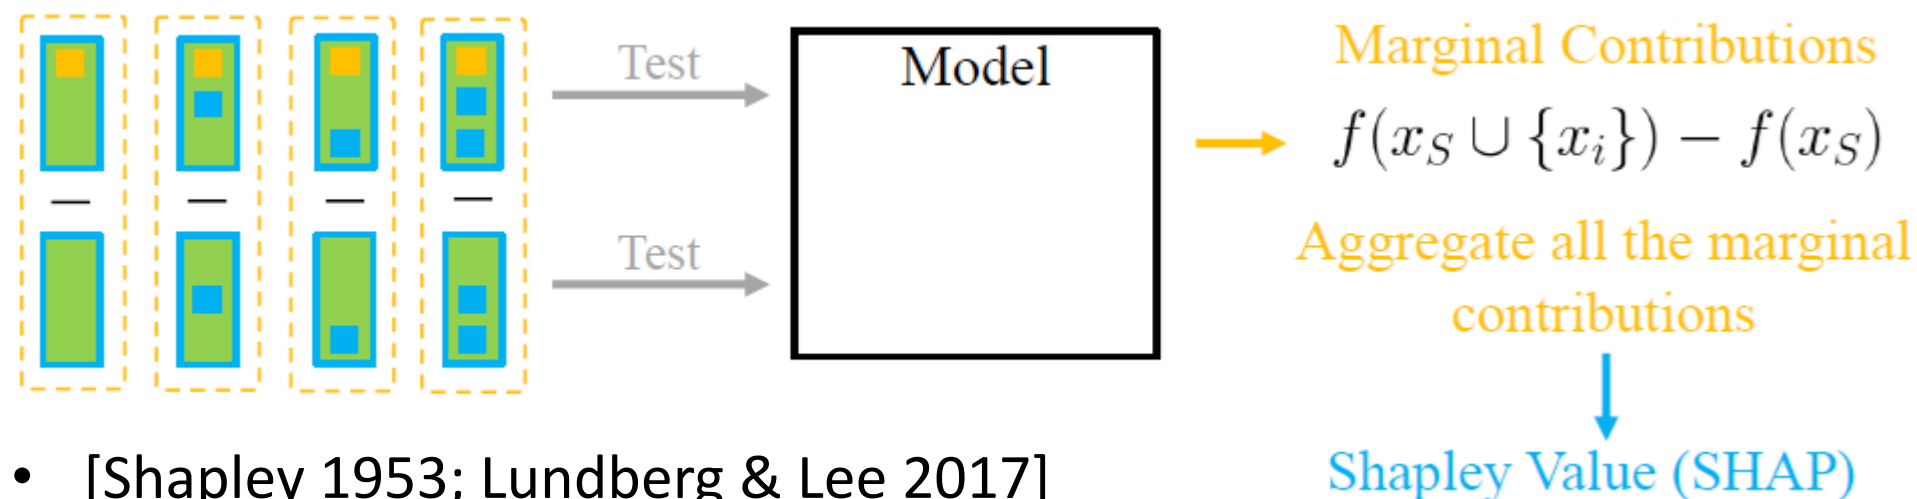 Test
Test
Model
Marginal Contributions
f(x_S ∪ {x_i}) − f(x_S)
Aggregate all the marginal
contributions
Shapley Value (SHAP)
• [Shapley 1953; Lundberg & Lee 2017]